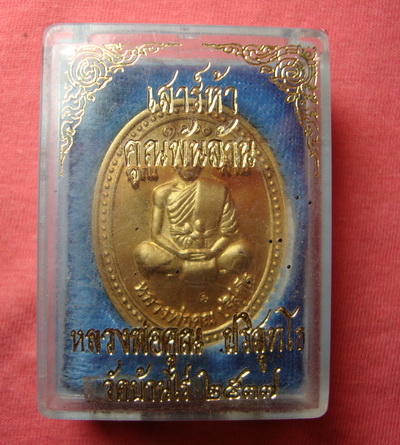 เสาร์ห้า
คูณพันล้าน
หลวงพ่อคูณ ปริสุทโธ
วัดบ้านไร่ ๒๕๓๗